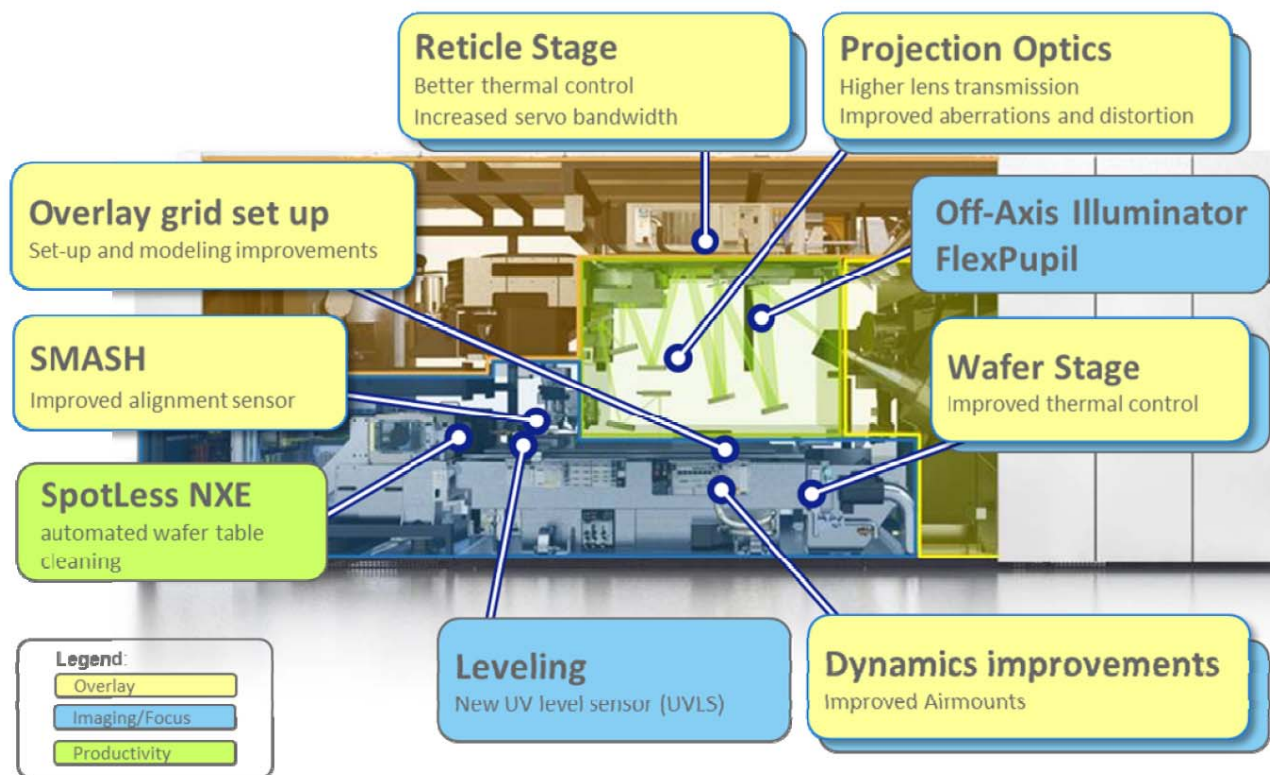 Reticle Stage
Better thermal control
Increased servo bandwidth
Projection Optics
Higher lens transmission
Improved aberrations and distortion
Overlay grid set up
Set-up and modeling improvements
Off-Axis Illuminator
FlexPupil
SMASH
Improved alignment sensor
Wafer Stage
Improved thermal control
SpotLess NXE
automated wafer table
cleaning
Leveling
New UV level sensor (UVLS)
Dynamics improvements
Improved Airmounts
Legend:
Overlay
Imaging/Focus
Productivity